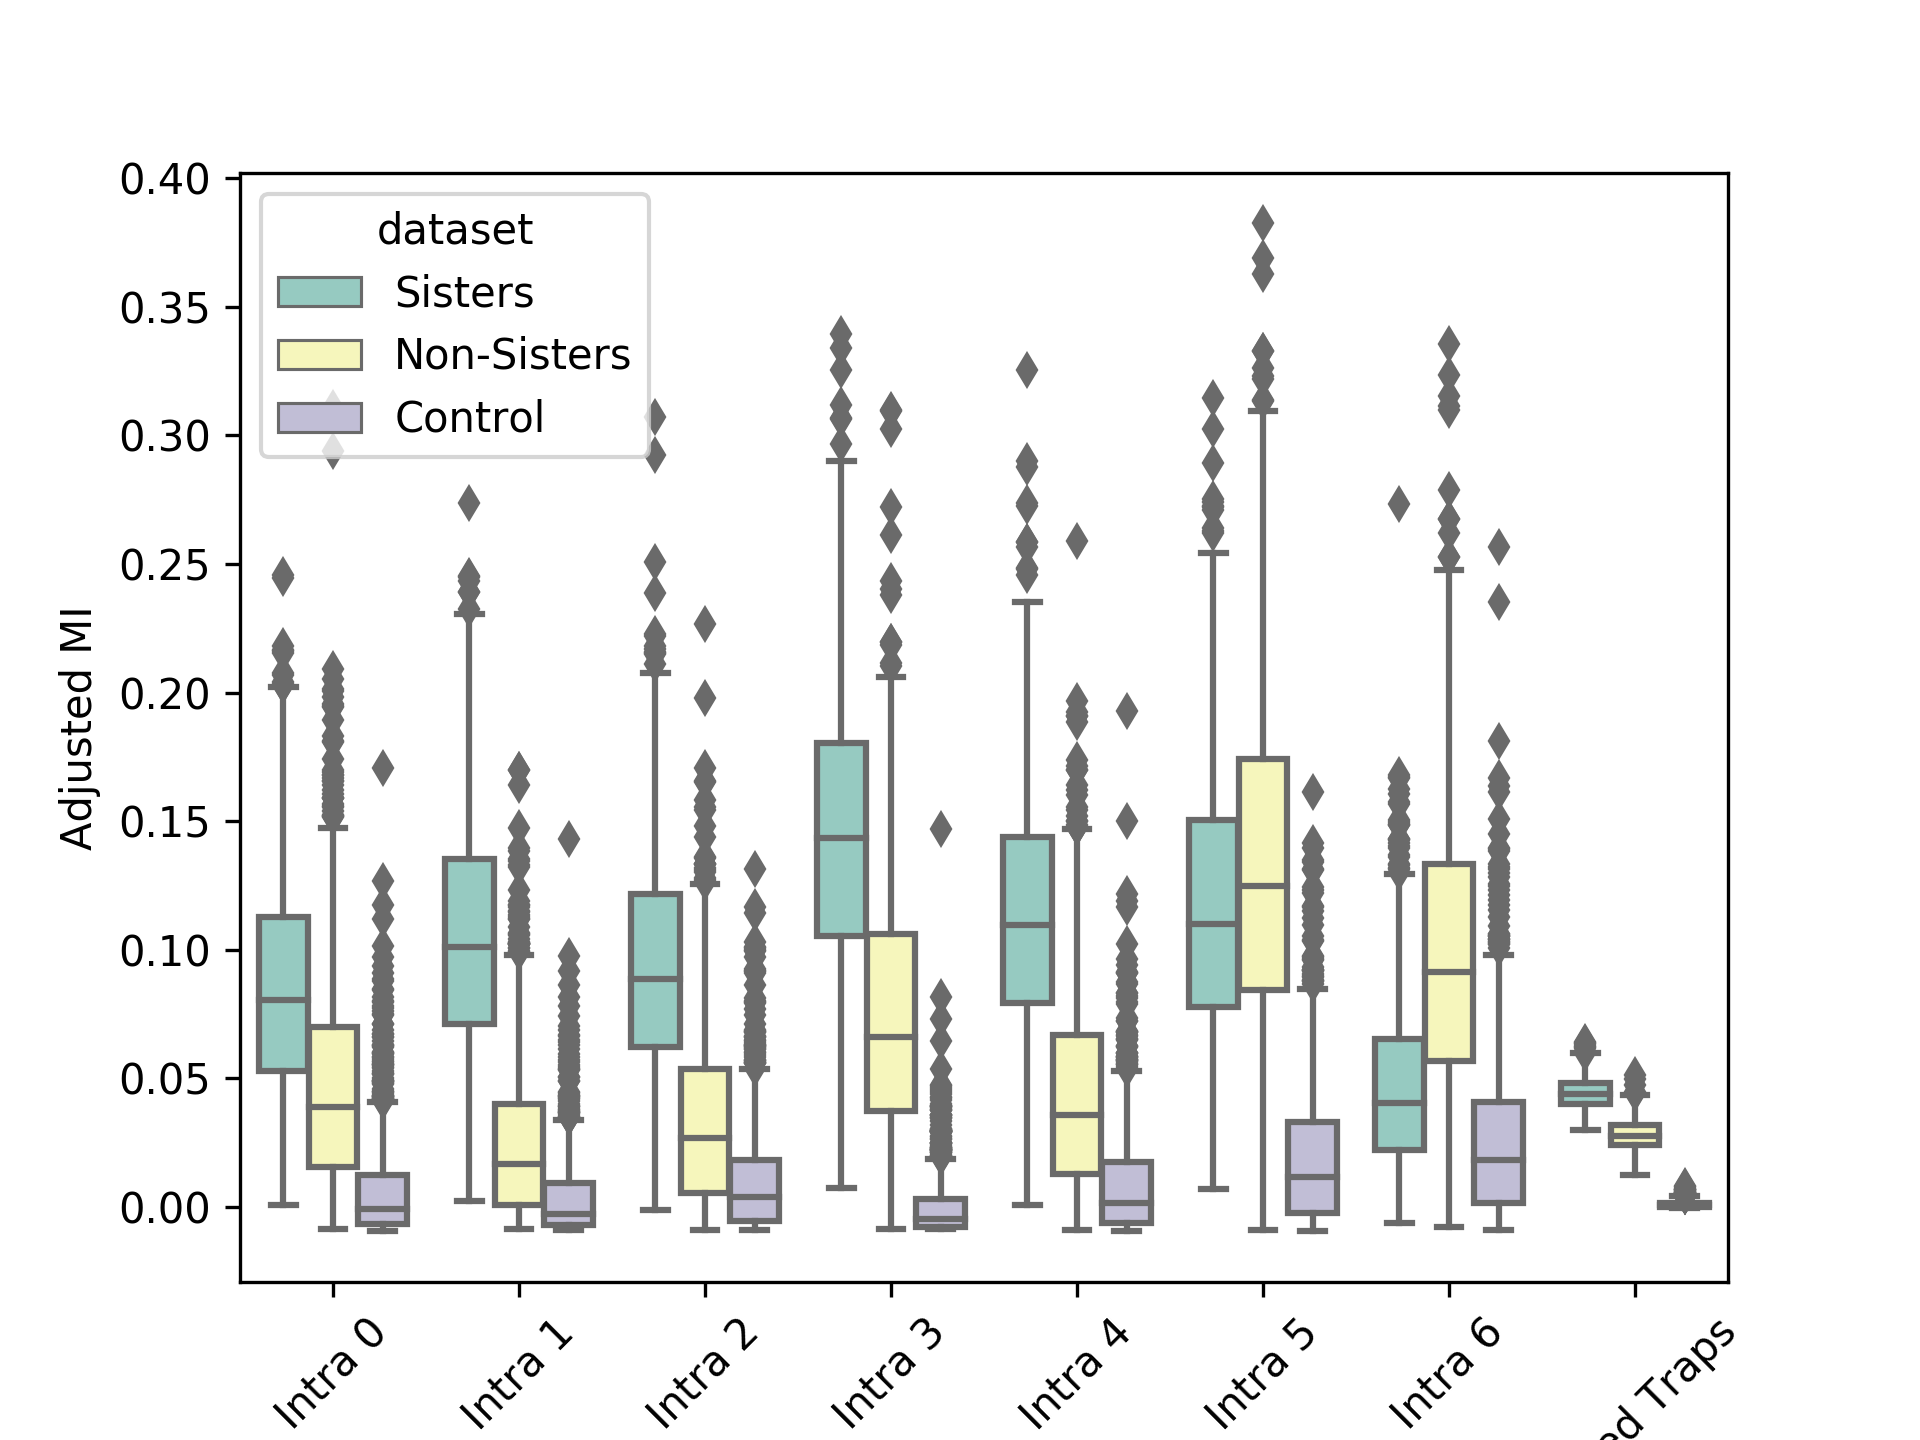 dataset
Sisters
Non-Sisters
Control
0.40
0.35
0.30
0.25
0.20
0.15
0.10
0.05
0.00
Adjusted MI
Intra 0
Intra 1
Intra 2
Intra 3
Intra 4
Intra 5
Intra 6
Traps